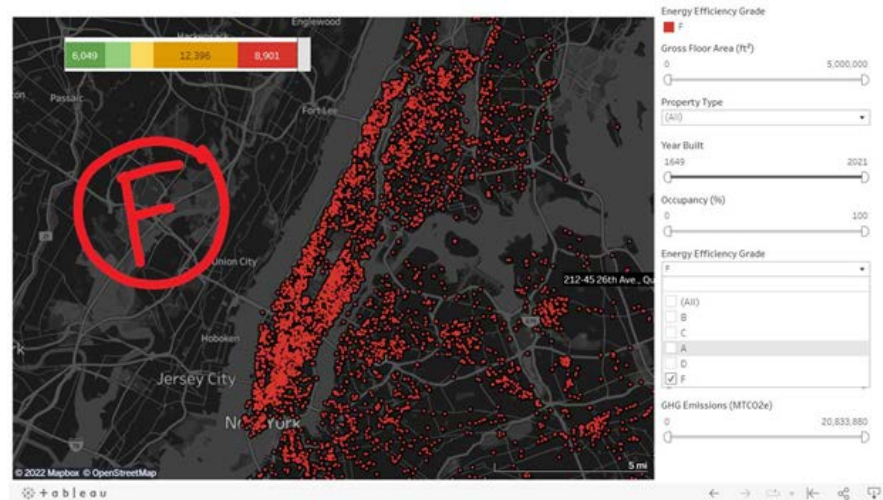 Englewood
Hackensack
6,049 12,396 8,901
Passaic
Fort Lee
F
Union City
212-45 26th Ave., Qu
Hoboken
Jersey City
New York
5 mi
© 2022 Mapbox © OpenStreetMap
+ a b l e a u
Energy Efficiency Grade
F
Gross Floor Area (ft²)
0 5,000,000
Property Type
(All)
Year Built
1649 2021
Occupancy (%)
0 100
Energy Efficiency Grade
F
(All)
B
C
A
D
F
GHG Emissions (MTCO2e)
0 20,833,880